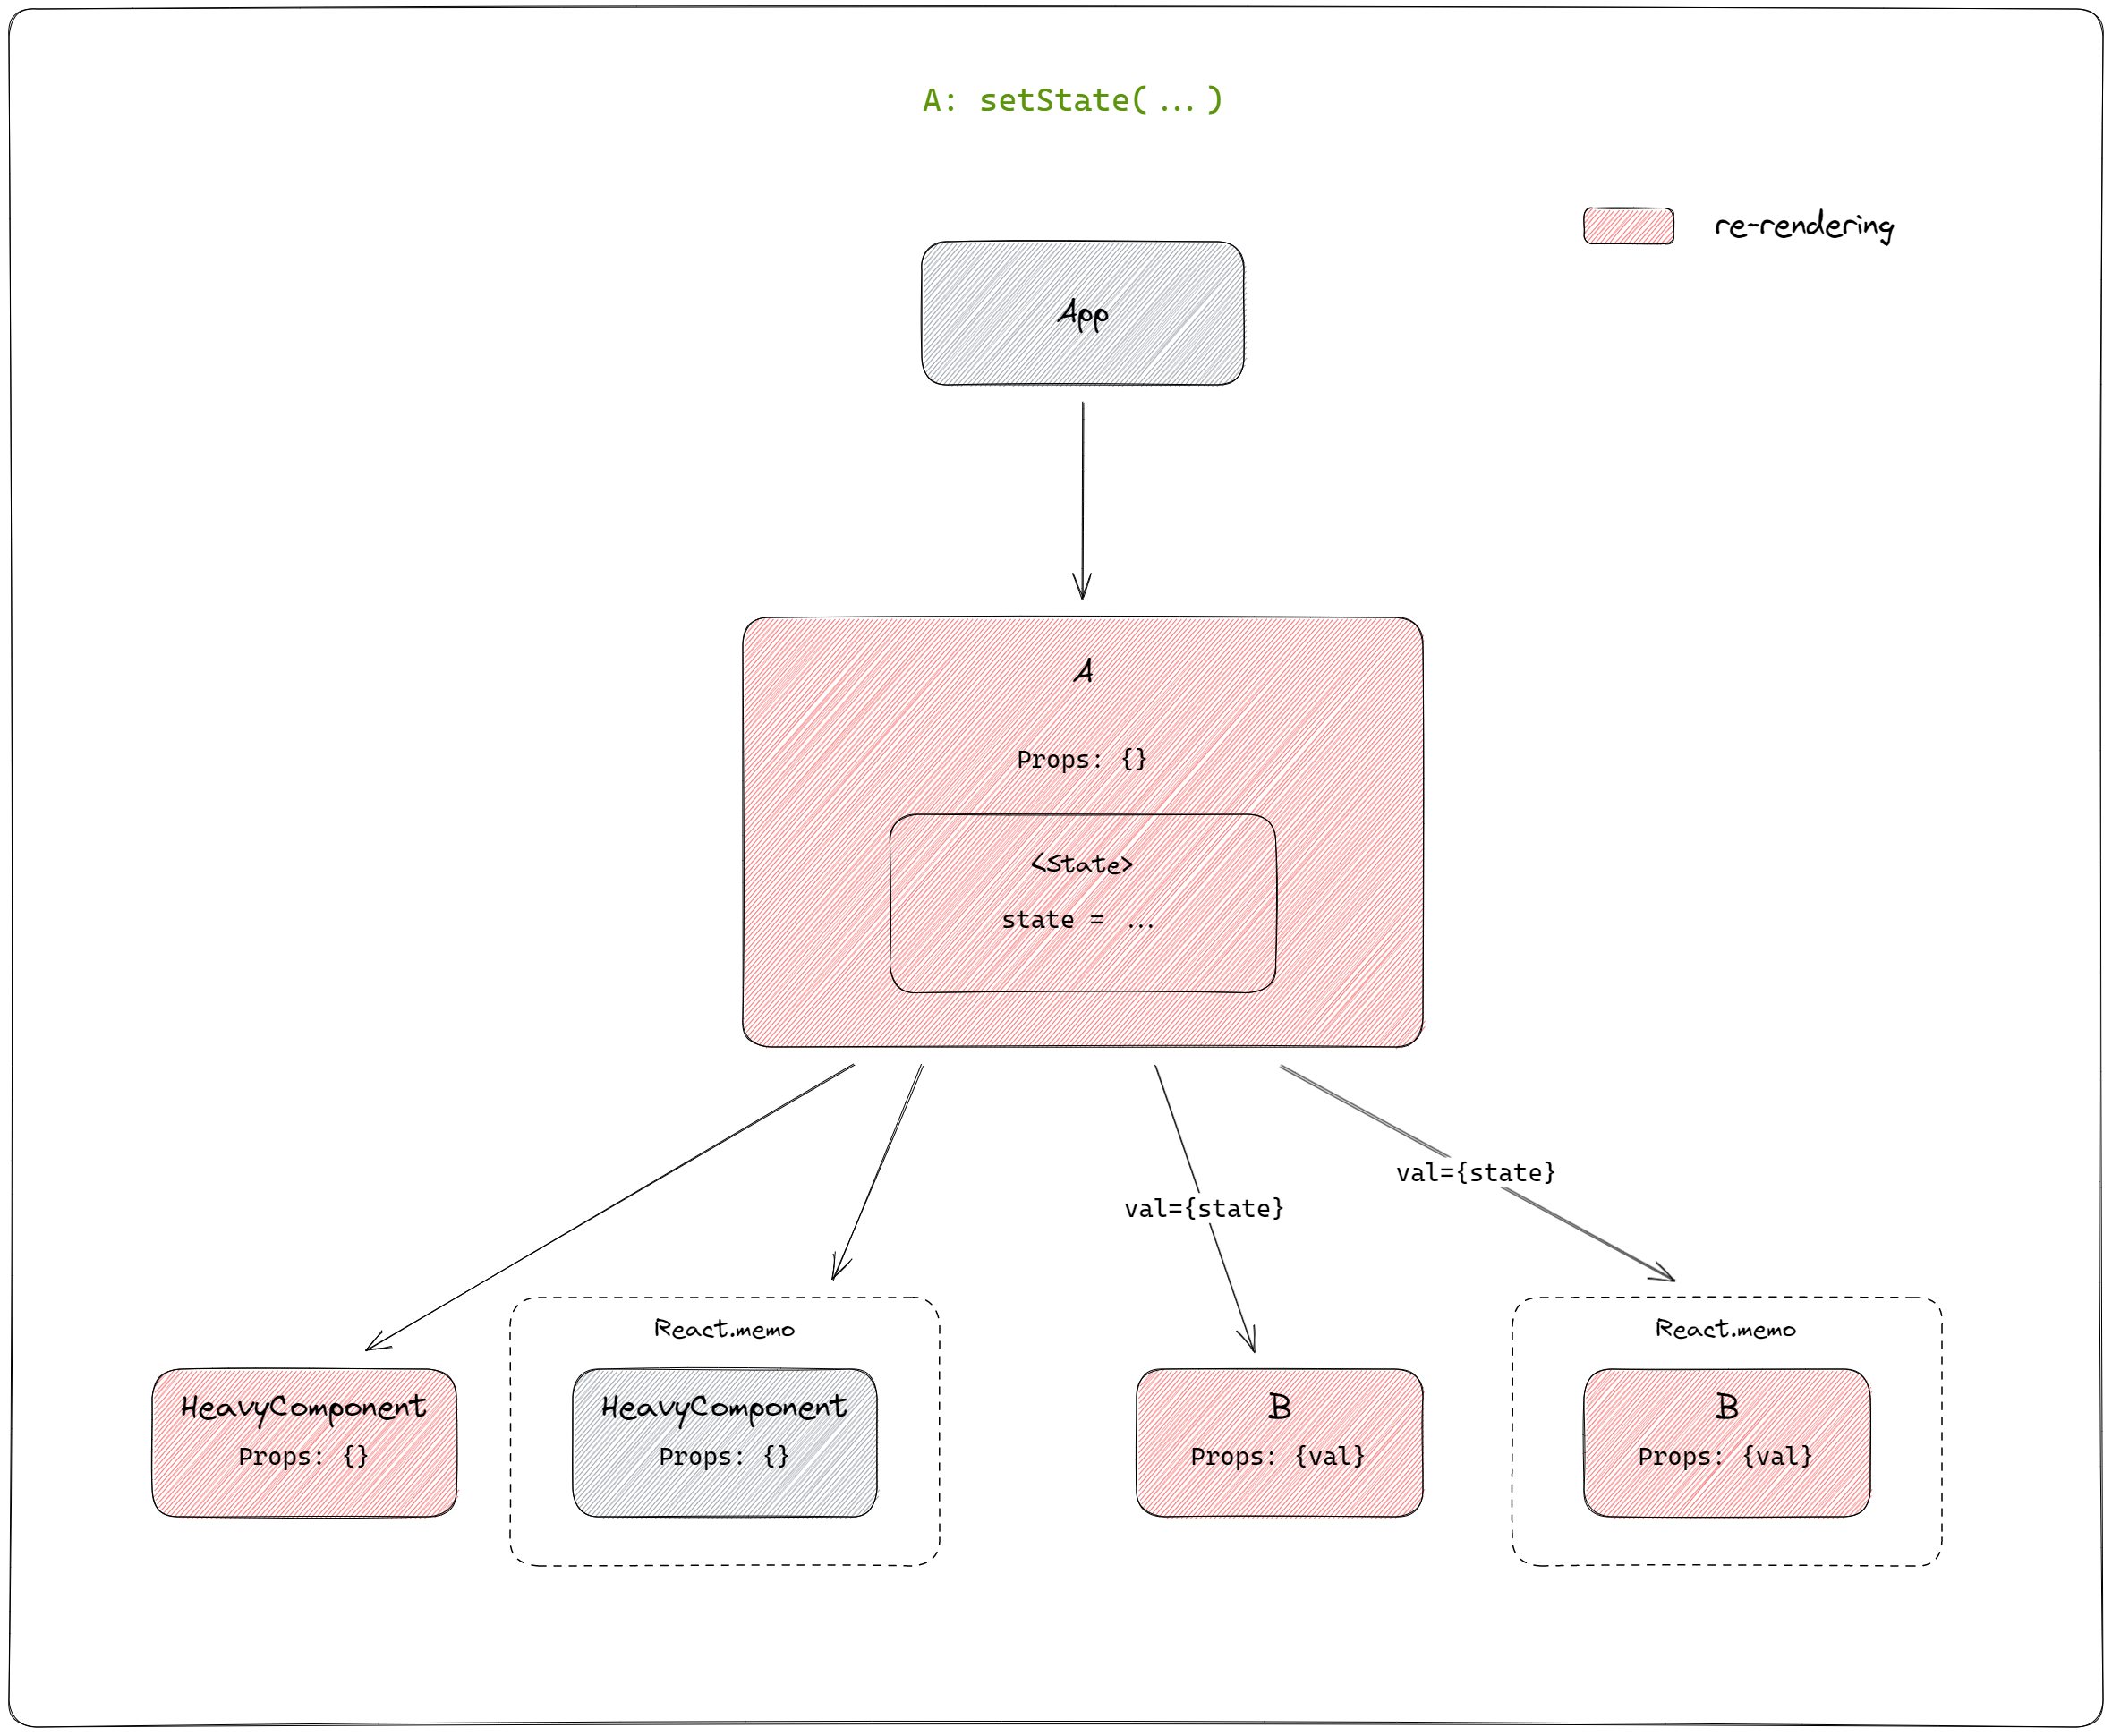 A: setState(...)
re-rendering
App
A
Props: {}
<State>
state = ...
val={state}
val={state}
React.memo
React.memo
HeavyComponent
Props: {}
HeavyComponent
Props: {}
B
Props: {val}
B
Props: {val}